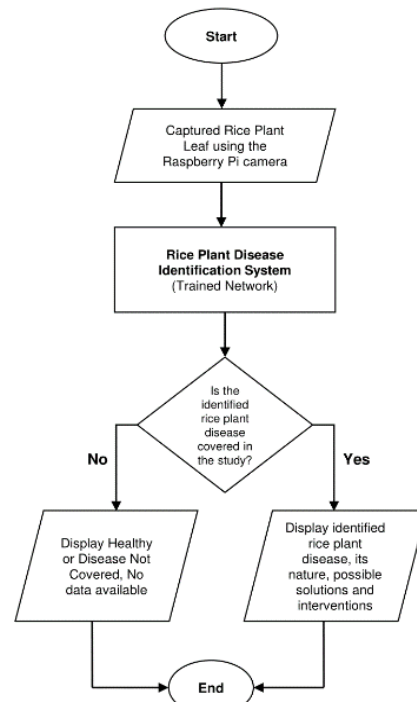 Start
Captured Rice Plant
Leaf using the
Raspberry Pi camera
Rice Plant Disease
Identification System
(Trained Network)
Is the
identified
rice plant
disease
covered in
the study?
No
Yes
Display Healthy
or Disease Not
Covered, No
data available
Display identified
rice plant
disease, its
nature, possible
solutions and
interventions
End